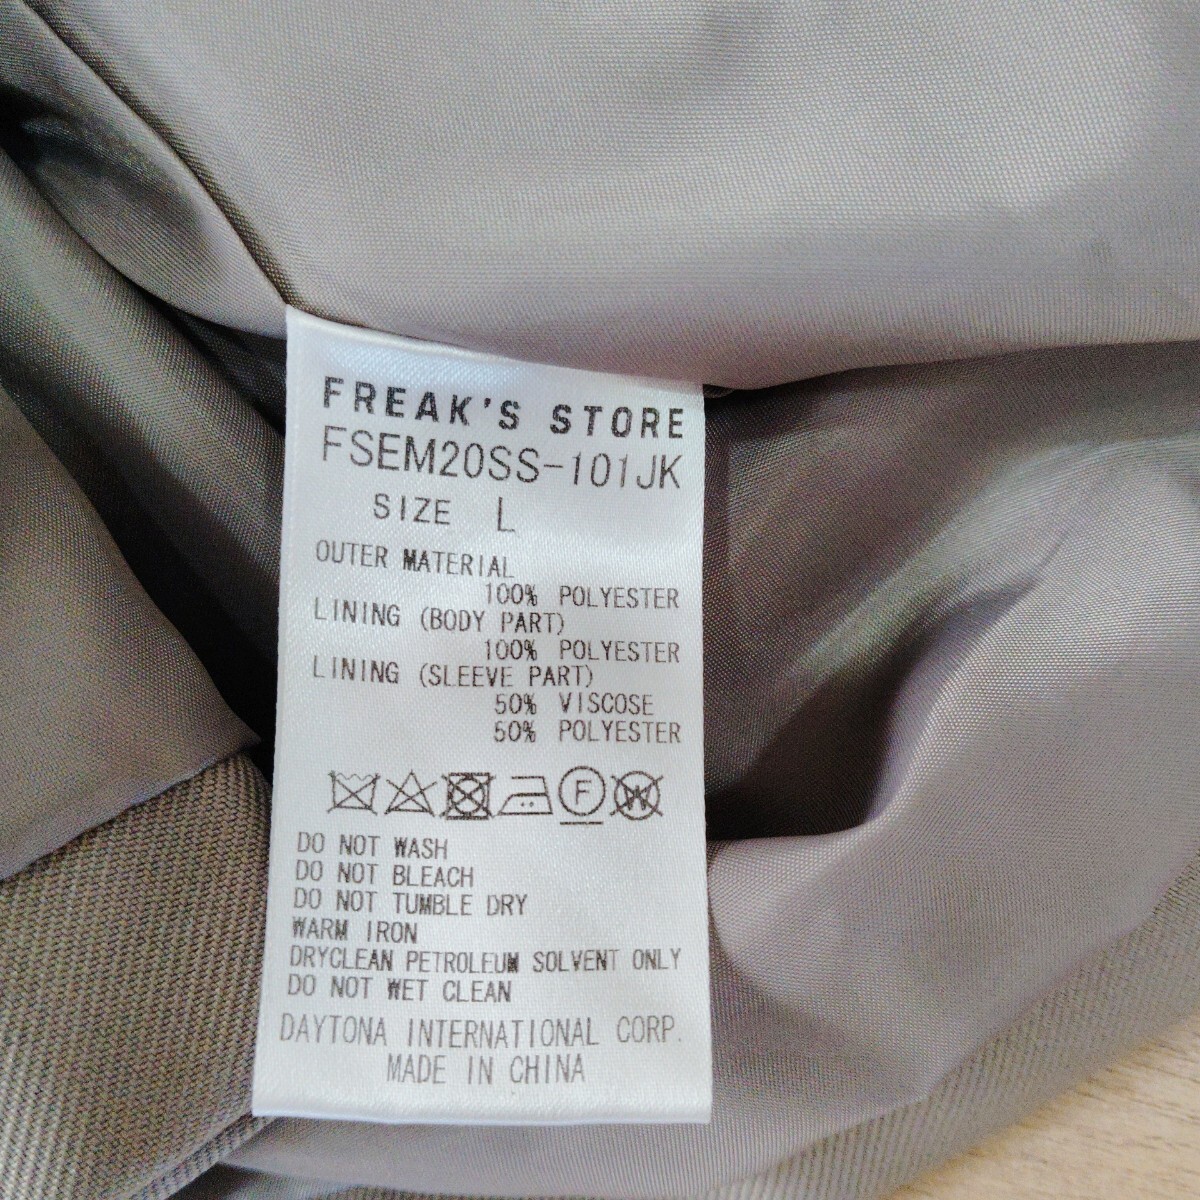 FREAK'S STORE
FSEM20SS-101JK
SIZE L
OUTER MATERIAL
100% POLYESTER
LINING (BODY PART)
100% POLYESTER
LINING (SLEEVE PART)
50% VISCOSE
50% POLYESTER
F W
DO NOT WASH
DO NOT BLEACH
DO NOT TUMBLE DRY
WARM IRON
DRYCLEAN PETROLEUM SOLVENT ONLY
DO NOT WET CLEAN
DAYTONA INTERNATIONAL CORP.
MADE IN CHINA